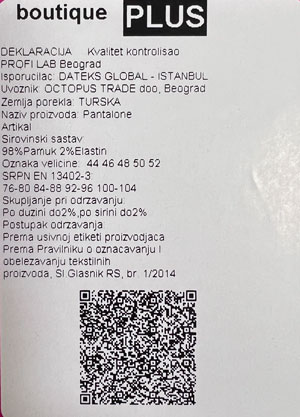 boutique PLUS
DEKLARACIJA Kvalitet kontrolisao
PROFI LAB Beograd
Isporucilac: DATEKS GLOBAL - ISTANBUL
Uvoznik: OCTOPUS TRADE doo, Beograd
Zemlja porekla: TURSKA
Naziv proizvoda: Pantalone
Artikal
Sirovinski sastav
98%Pamuk 2%Elastin
Oznaka velicine: 44 46 48 50 52
SRPN EN 13402-3:
76-80 84-88 92-96 100-104
Skupljanje pri odrzavanju:
Po duzini do2%,po sirini do2%
Postupak odrzavanja:
Prema usivnoj etiketi proizvodjaca
Prema Pravilniku o oznacavanju I
obelezavanju tekstilnih
proizvoda, Sl Glasnik RS, br. 1/2014